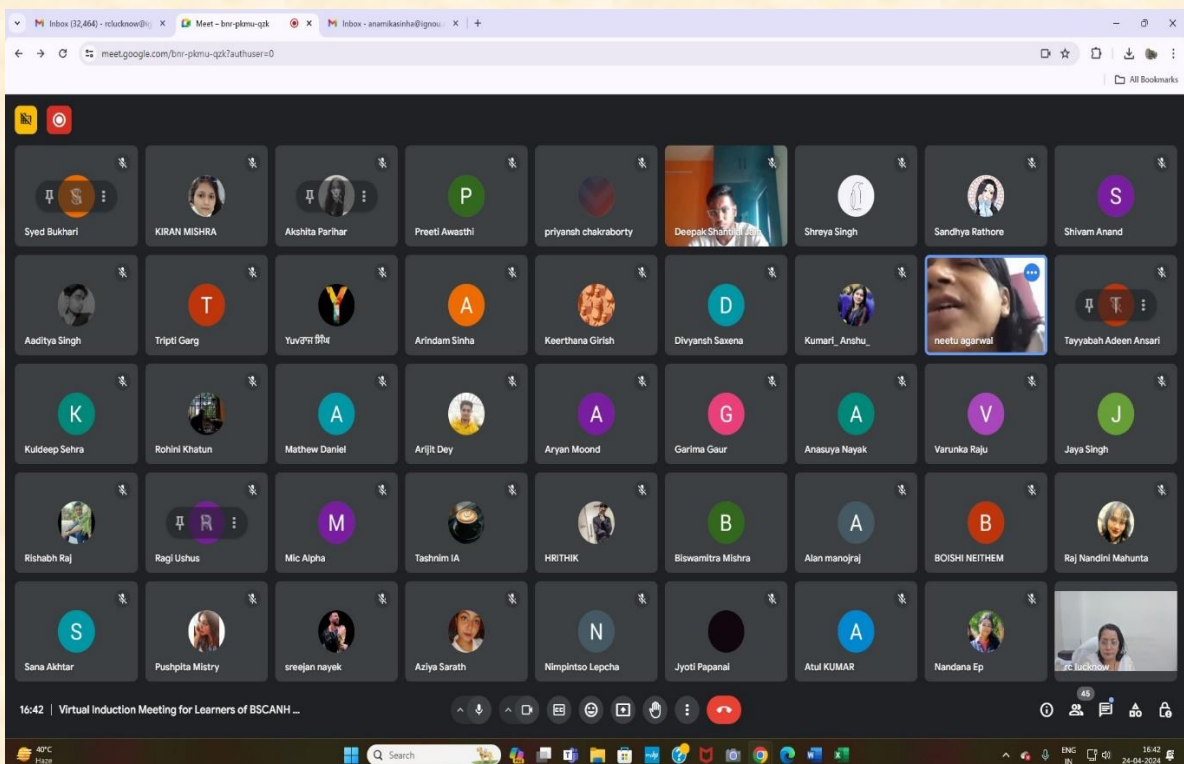 Inbox (32,464) - rclucknow@ig
Meet – bnr-pkmu-qzk
Inbox - anamikasinha@ignou.
meet.google.com/bnr-pkmu-qzk?authuser=0
All Bookmarks
S P S
Syed Bukhari KIRAN MISHRA Akshita Parihar Preeti Awasthi priyansh chakraborty Deepak Shantilal Jain Shreya Singh Sandhya Rathore Shivam Anand
T Y A D T
Aaditya Singh Tripti Garg Yuvਰਾਜ ਸਿੰਘ Arindam Sinha Keerthana Girish Divyansh Saxena Kumari_ Anshu_ neetu agarwal Tayyabah Adeen Ansari
K A A G A V J
Kuldeep Sehra Rohini Khatun Mathew Daniel Arijit Dey Aryan Moond Garima Gaur Anasuya Nayak Varunka Raju Jaya Singh
R M B A B
Rishabh Raj Ragi Ushus Mic Alpha Tashnim IA HRITHIK Biswamitra Mishra Alan manojraj BOISHI NEITHEM Raj Nandini Mahunta
S N A
Sana Akhtar Pushpita Mistry sreejan nayek Aziya Sarath Nimpintso Lepcha Jyoti Papanai Atul KUMAR Nandana Ep rc lucknow
45
16:42 | Virtual Induction Meeting for Learners of BSCANH ...
40°C
Haze
Search
ENG
IN
16:42
24-04-2024